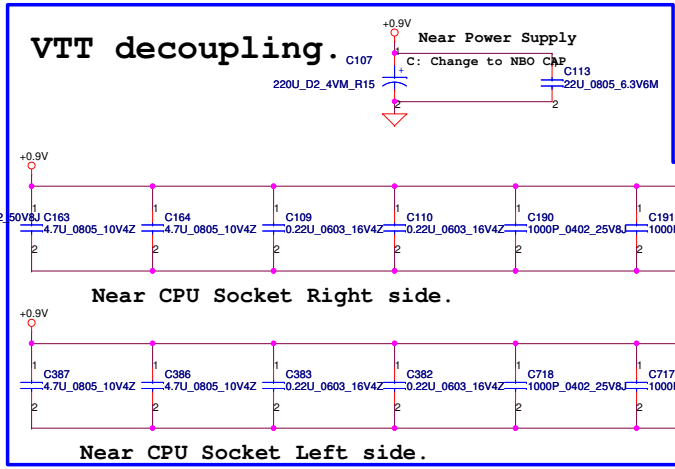 +0.9V
Near Power Supply
VTT decoupling.
C107
1
C: Change to NBO CAP
1
+
C113
220U_D2_4VM_R15
22U_0805_6.3V6M
2
2
+0.9V
1
1
1
1
1
1
2_50V8J C163
C164
C109
C110
C190
C191
4.7U_0805_10V4Z
4.7U_0805_10V4Z
0.22U_0603_16V4Z
0.22U_0603_16V4Z
1000P_0402_25V8J
1000
2
2
2
2
2
2
Near CPU Socket Right side.
+0.9V
1
1
1
1
1
1
C387
C386
C383
C382
C718
C717
4.7U_0805_10V4Z
4.7U_0805_10V4Z
0.22U_0603_16V4Z
0.22U_0603_16V4Z
1000P_0402_25V8J
1000
2
2
2
2
2
2
Near CPU Socket Left side.